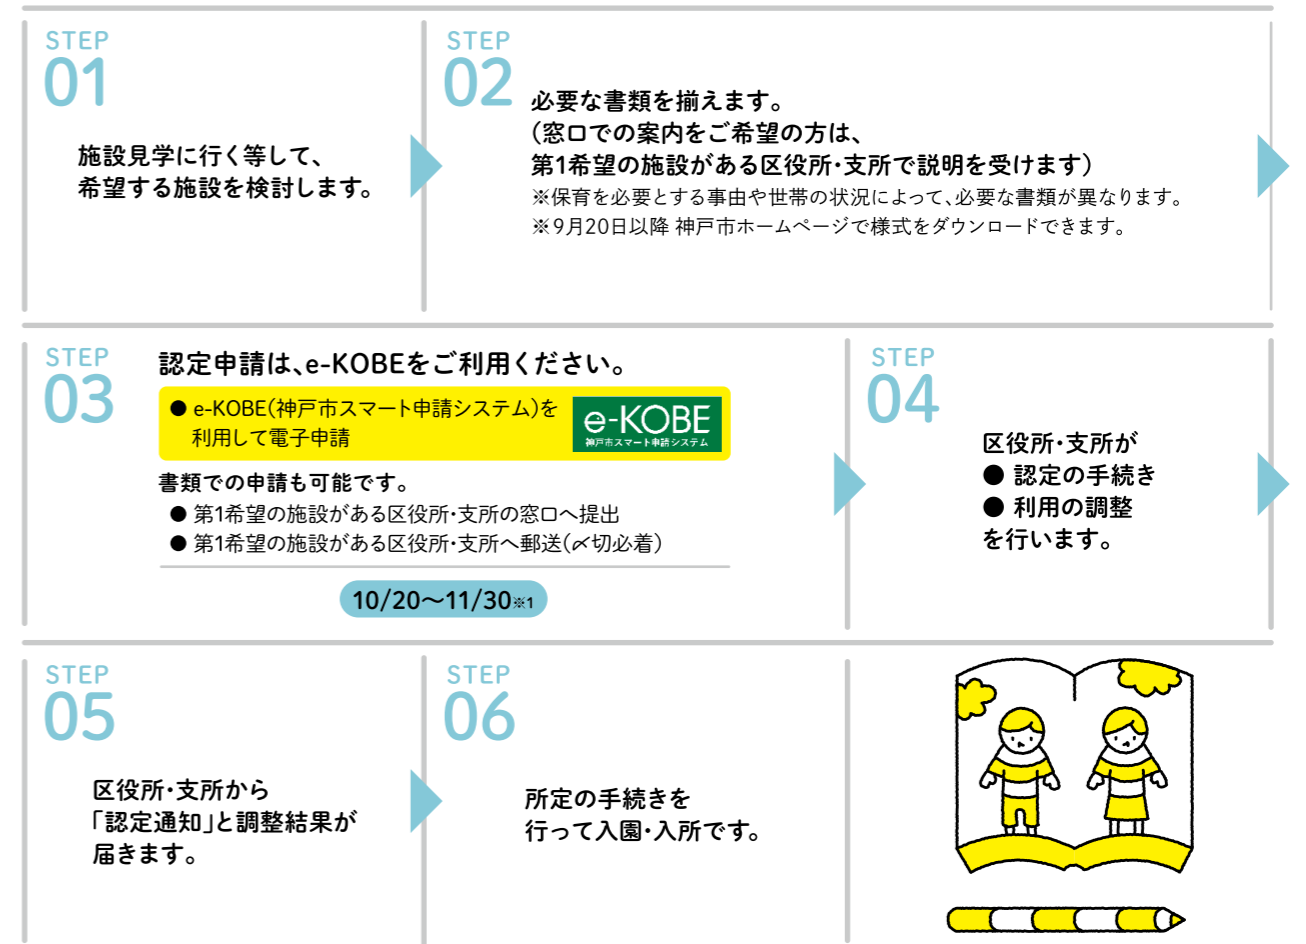 STEP
01
施設見学に行く等して、
希望する施設を検討します。
STEP
02
必要な書類を揃えます。
(窓口での案内をご希望の方は、
第1希望の施設がある区役所・支所で説明を受けます)
※保育を必要とする事由や世帯の状況によって、必要な書類が異なります。
※9月20日以降 神戸市ホームページで様式をダウンロードできます。
STEP
03
認定申請は、e-KOBEをご利用ください。
● e-KOBE(神戸市スマート申請システム)を
利用して電子申請
e-KOBE
神戸市スマート申請システム
書類での申請も可能です。
● 第1希望の施設がある区役所・支所の窓口へ提出
● 第1希望の施設がある区役所・支所へ郵送(〆切必着)
10/20〜11/30※1
STEP
04
区役所・支所が
● 認定の手続き
● 利用の調整
を行います。
STEP
05
区役所・支所から
「認定通知」と調整結果が
届きます。
STEP
06
所定の手続きを
行って入園・入所です。